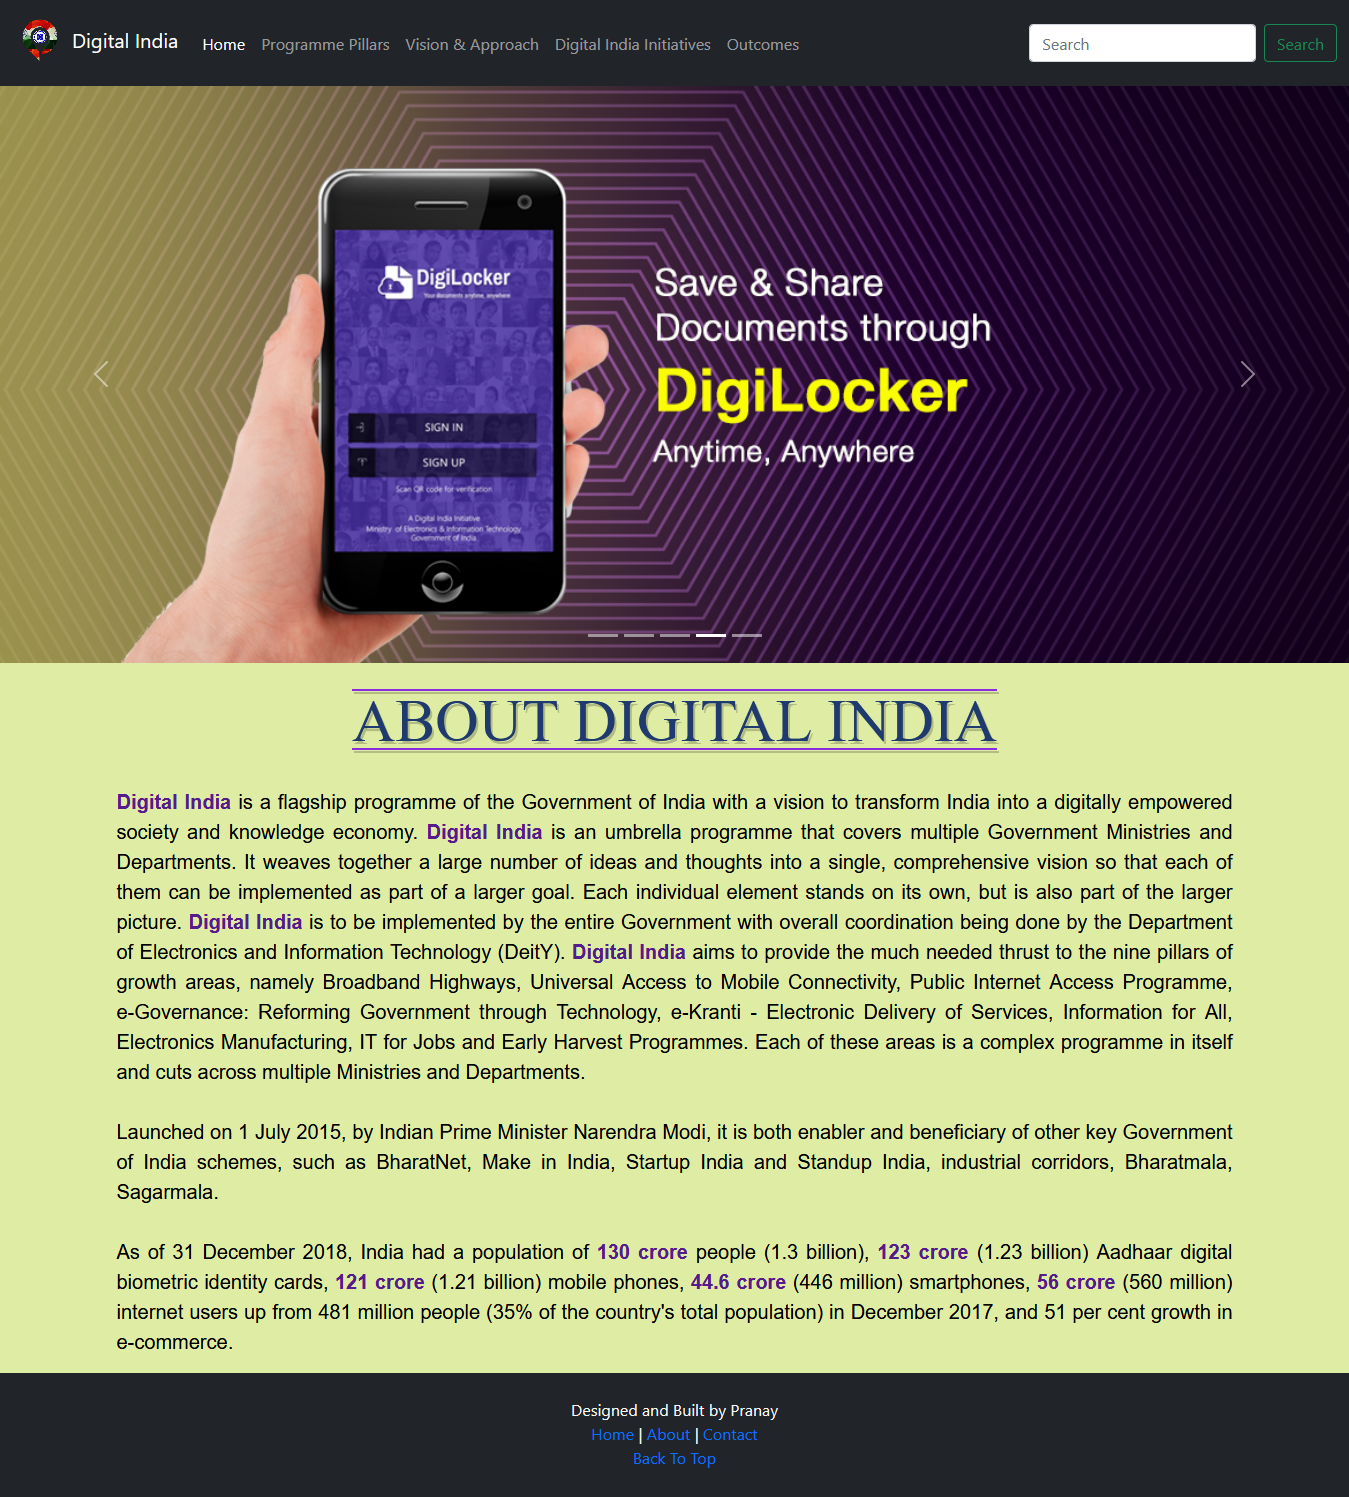 Digital India
Home
Programme Pillars
Vision & Approach
Digital India Initiatives
Outcomes
Search
Search
DigiLocker
Your documents anytime, anywhere
SIGN IN
SIGN UP
Scan QR code for verification
A Digital India Initiative
Ministry of Electronics & Information Technology
Government of India
Save & Share
Documents through
DigiLocker
Anytime, Anywhere
ABOUT DIGITAL INDIA
Digital India is a flagship programme of the Government of India with a vision to transform India into a digitally empowered
society and knowledge economy. Digital India is an umbrella programme that covers multiple Government Ministries and
Departments. It weaves together a large number of ideas and thoughts into a single, comprehensive vision so that each of
them can be implemented as part of a larger goal. Each individual element stands on its own, but is also part of the larger
picture. Digital India is to be implemented by the entire Government with overall coordination being done by the Department
of Electronics and Information Technology (DeitY). Digital India aims to provide the much needed thrust to the nine pillars of
growth areas, namely Broadband Highways, Universal Access to Mobile Connectivity, Public Internet Access Programme,
e-Governance: Reforming Government through Technology, e-Kranti - Electronic Delivery of Services, Information for All,
Electronics Manufacturing, IT for Jobs and Early Harvest Programmes. Each of these areas is a complex programme in itself
and cuts across multiple Ministries and Departments.
Launched on 1 July 2015, by Indian Prime Minister Narendra Modi, it is both enabler and beneficiary of other key Government
of India schemes, such as BharatNet, Make in India, Startup India and Standup India, industrial corridors, Bharatmala,
Sagarmala.
As of 31 December 2018, India had a population of 130 crore people (1.3 billion), 123 crore (1.23 billion) Aadhaar digital
biometric identity cards, 121 crore (1.21 billion) mobile phones, 44.6 crore (446 million) smartphones, 56 crore (560 million)
internet users up from 481 million people (35% of the country's total population) in December 2017, and 51 per cent growth in
e-commerce.
Designed and Built by Pranay
Home | About | Contact
Back To Top